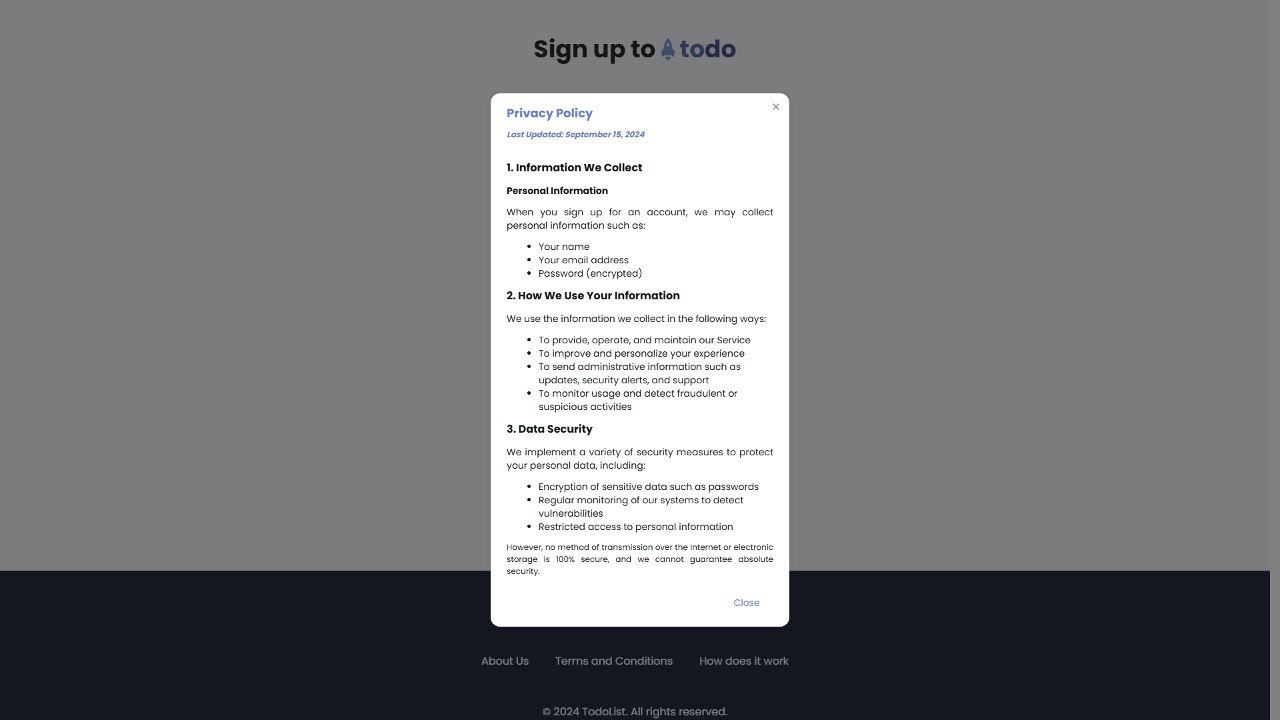 Sign up to todo
Privacy Policy
Last Updated: September 15, 2024
1. Information We Collect
Personal Information
When you sign up for an account, we may collect
personal information such as:
• Your name
• Your email address
• Password (encrypted)
2. How We Use Your Information
We use the information we collect in the following ways:
• To provide, operate, and maintain our Service
• To improve and personalize your experience
• To send administrative information such as
updates, security alerts, and support
• To monitor usage and detect fraudulent or
suspicious activities
3. Data Security
We implement a variety of security measures to protect
your personal data, including:
• Encryption of sensitive data such as passwords
• Regular monitoring of our systems to detect
vulnerabilities
• Restricted access to personal information
However, no method of transmission over the Internet or electronic
storage is 100% secure, and we cannot guarantee absolute
security.
Close
About Us Terms and Conditions How does it work
© 2024 TodoList. All rights reserved.